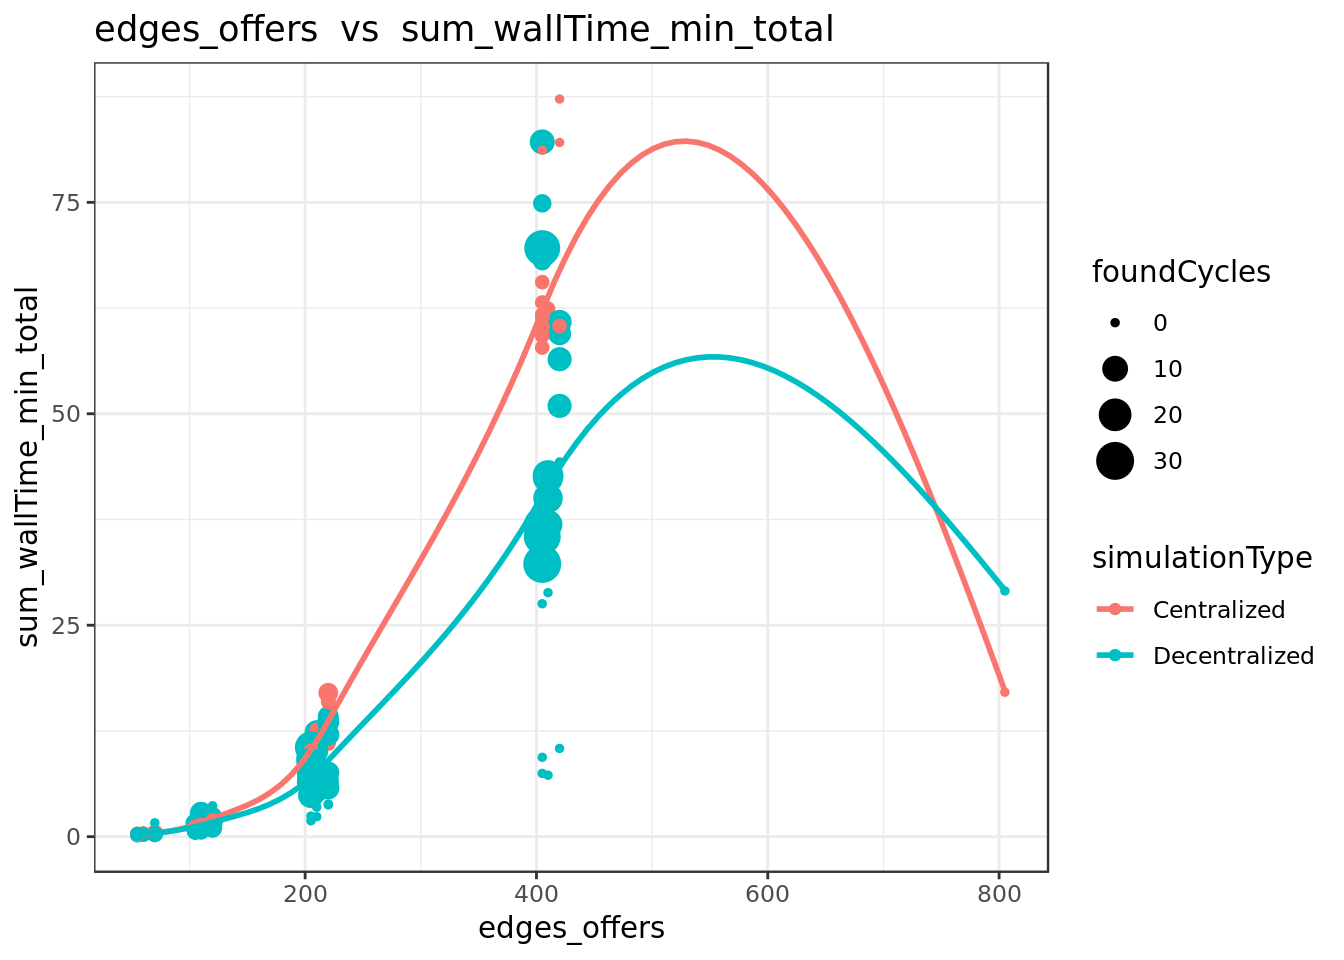 edges_offers vs sum_wallTime_min_total
sum_wallTime_min_total
75
50
25
0
200
400
600
800
edges_offers
foundCycles
0
10
20
30
simulationType
Centralized
Decentralized